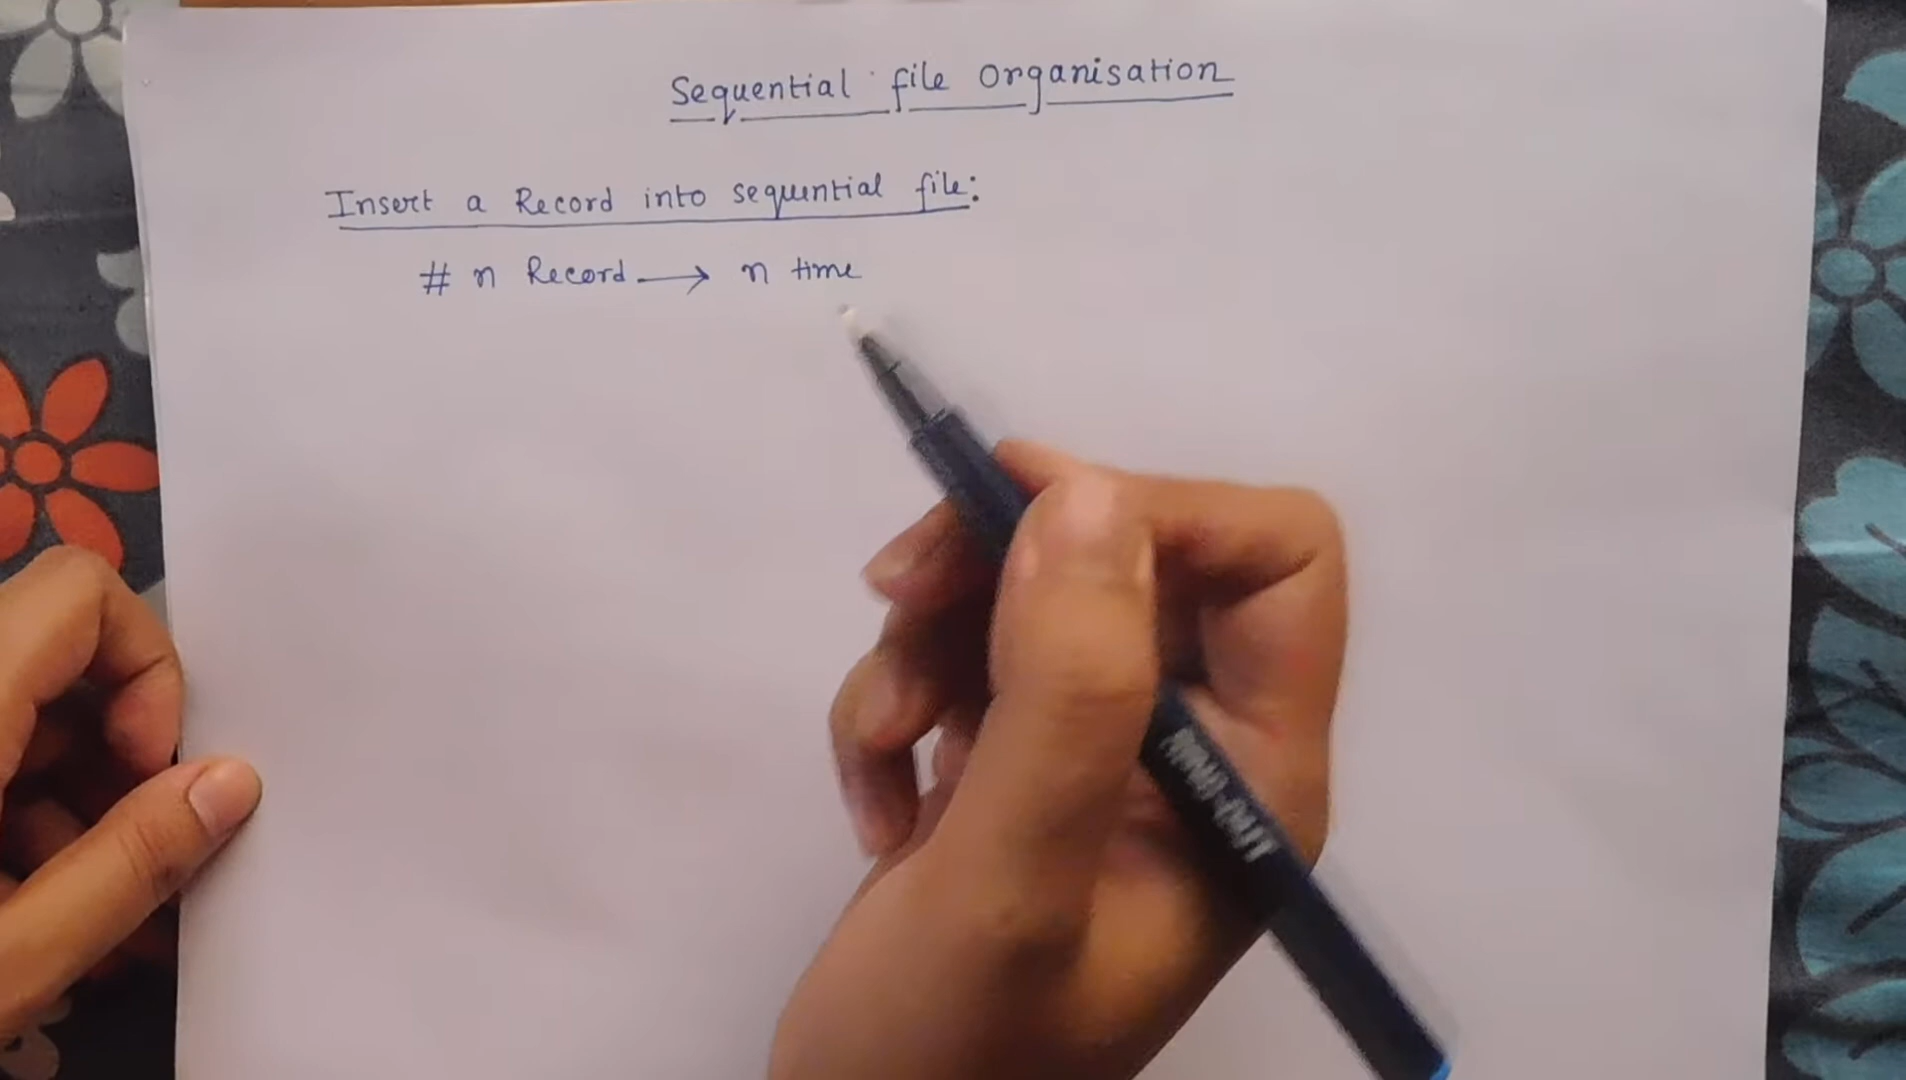 Sequential file Organisation
Insert a Record into sequential file:
# n Record → n time